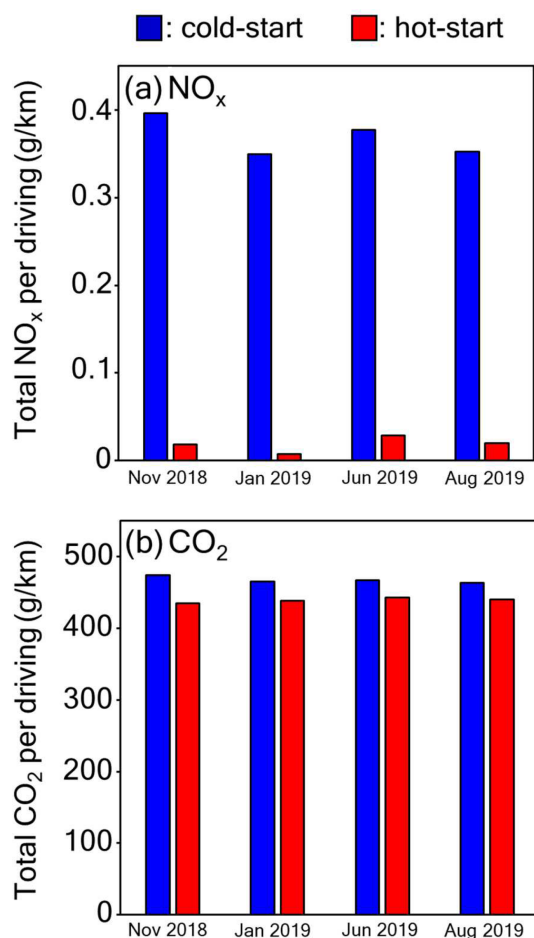 : cold-start : hot-start
(a) NOₓ
Total NOₓ per driving (g/km)
0.4
0.3
0.2
0.1
0
Nov 2018 Jan 2019 Jun 2019 Aug 2019
(b) CO₂
Total CO₂ per driving (g/km)
500
400
300
200
100
0
Nov 2018 Jan 2019 Jun 2019 Aug 2019